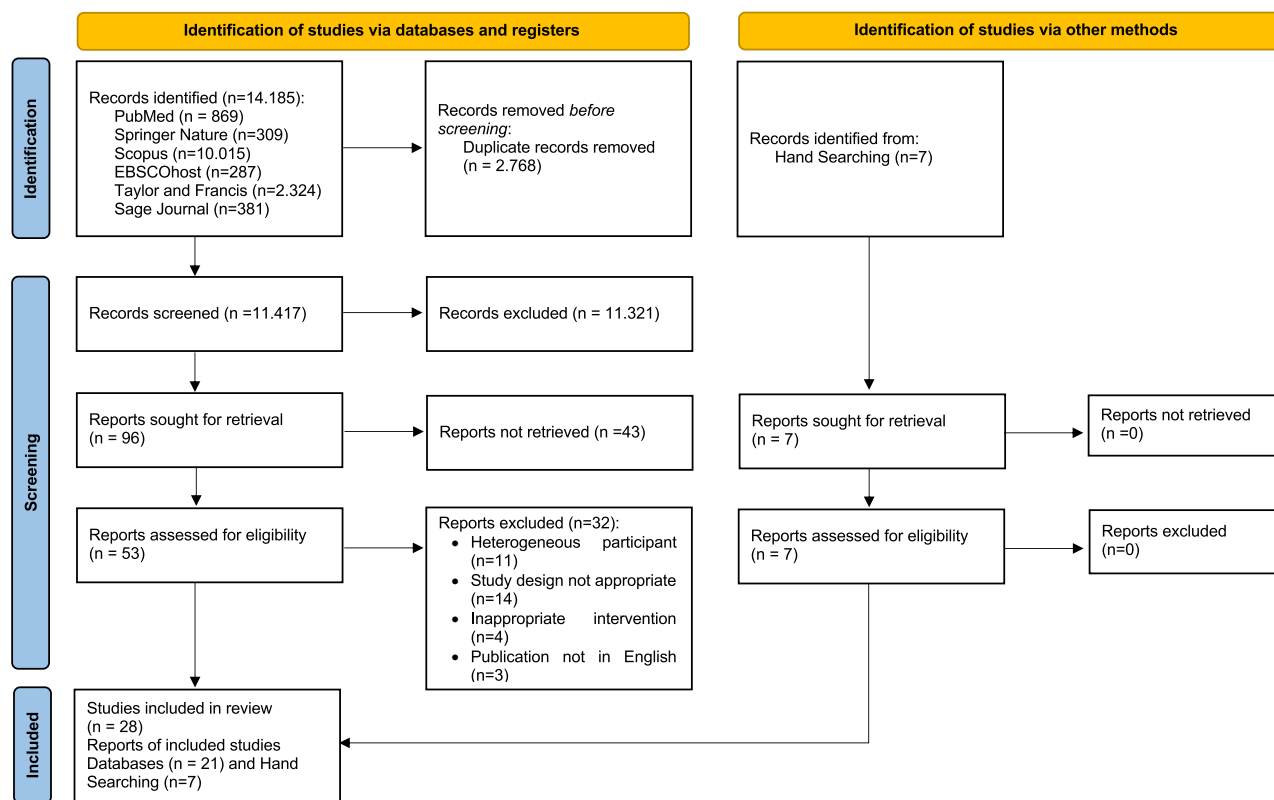 Identification of studies via databases and registers
Identification of studies via other methods
Identification
Records identified (n=14.185):
PubMed (n = 869)
Springer Nature (n=309)
Scopus (n=10.015)
EBSCOhost (n=287)
Taylor and Francis (n=2.324)
Sage Journal (n=381)
Records removed before
screening:
Duplicate records removed
(n = 2.768)
Records identified from:
Hand Searching (n=7)
Screening
Records screened (n =11.417)
Records excluded (n = 11.321)
Reports sought for retrieval
(n = 96)
Reports not retrieved (n =43)
Reports sought for retrieval
(n = 7)
Reports not retrieved
(n =0)
Reports assessed for eligibility
(n = 53)
Reports excluded (n=32):
• Heterogeneous participant
(n=11)
• Study design not appropriate
(n=14)
• Inappropriate intervention
(n=4)
• Publication not in English
(n=3)
Reports assessed for eligibility
(n = 7)
Reports excluded
(n=0)
Included
Studies included in review
(n = 28)
Reports of included studies
Databases (n = 21) and Hand
Searching (n=7)